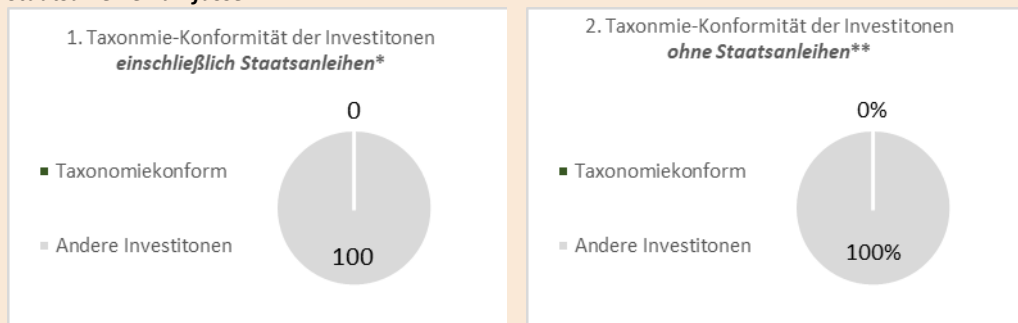 1. Taxonmie-Konformität der Investitonen
einschließlich Staatsanleihen*
0
Taxonomiekonform
Andere Investitonen
100
2. Taxonmie-Konformität der Investitonen
ohne Staatsanleihen**
0%
Taxonomiekonform
Andere Investitonen
100%